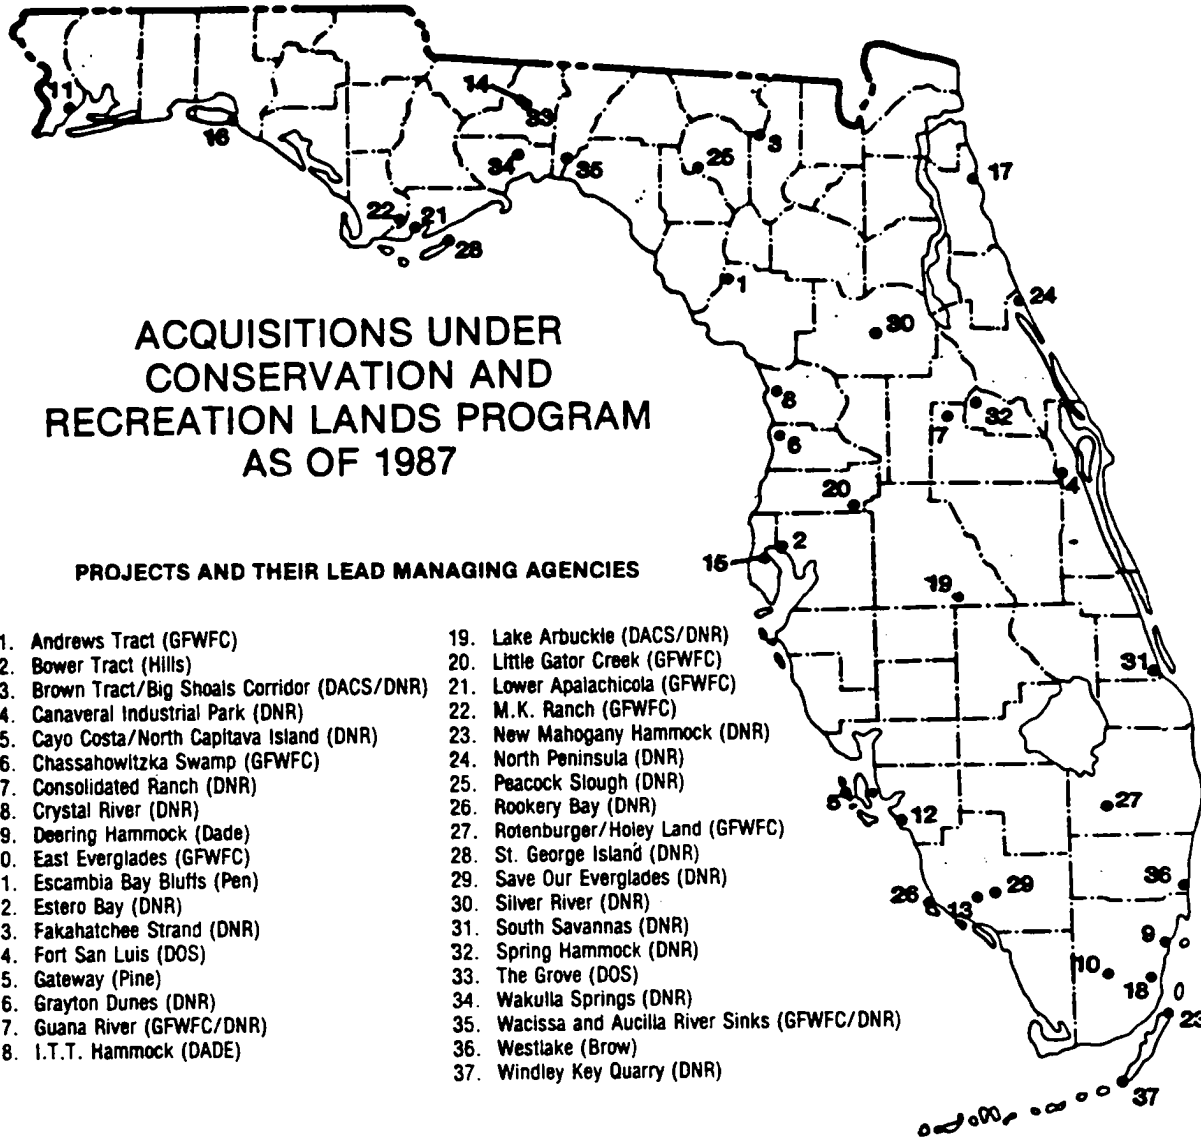 ACQUISITIONS UNDER
CONSERVATION AND
RECREATION LANDS PROGRAM
AS OF 1987
PROJECTS AND THEIR LEAD MANAGING AGENCIES
1. Andrews Tract (GFWFC)
2. Bower Tract (Hills)
3. Brown Tract/Big Shoals Corridor (DACS/DNR)
4. Canaveral Industrial Park (DNR)
5. Cayo Costa/North Capitava Island (DNR)
6. Chassahowitzka Swamp (GFWFC)
7. Consolidated Ranch (DNR)
8. Crystal River (DNR)
9. Deering Hammock (Dade)
0. East Everglades (GFWFC)
1. Escambia Bay Bluffs (Pen)
2. Estero Bay (DNR)
3. Fakahatchee Strand (DNR)
4. Fort San Luis (DOS)
5. Gateway (Pine)
6. Grayton Dunes (DNR)
7. Guana River (GFWFC/DNR)
8. I.T.T. Hammock (DADE)
19. Lake Arbuckle (DACS/DNR)
20. Little Gator Creek (GFWFC)
21. Lower Apalachicola (GFWFC)
22. M.K. Ranch (GFWFC)
23. New Mahogany Hammock (DNR)
24. North Peninsula (DNR)
25. Peacock Slough (DNR)
26. Rookery Bay (DNR)
27. Rotenburger/Holey Land (GFWFC)
28. St. George Island (DNR)
29. Save Our Everglades (DNR)
30. Silver River (DNR)
31. South Savannas (DNR)
32. Spring Hammock (DNR)
33. The Grove (DOS)
34. Wakulla Springs (DNR)
35. Wacissa and Aucilla River Sinks (GFWFC/DNR)
36. Westlake (Brow)
37. Windley Key Quarry (DNR)
11
14
33
16
3
34
35
25
17
22
21
28
1
24
30
8
32
7
6
4
20
2
15
19
31
5
12
27
26
13
29
36
9
10
18
23
37